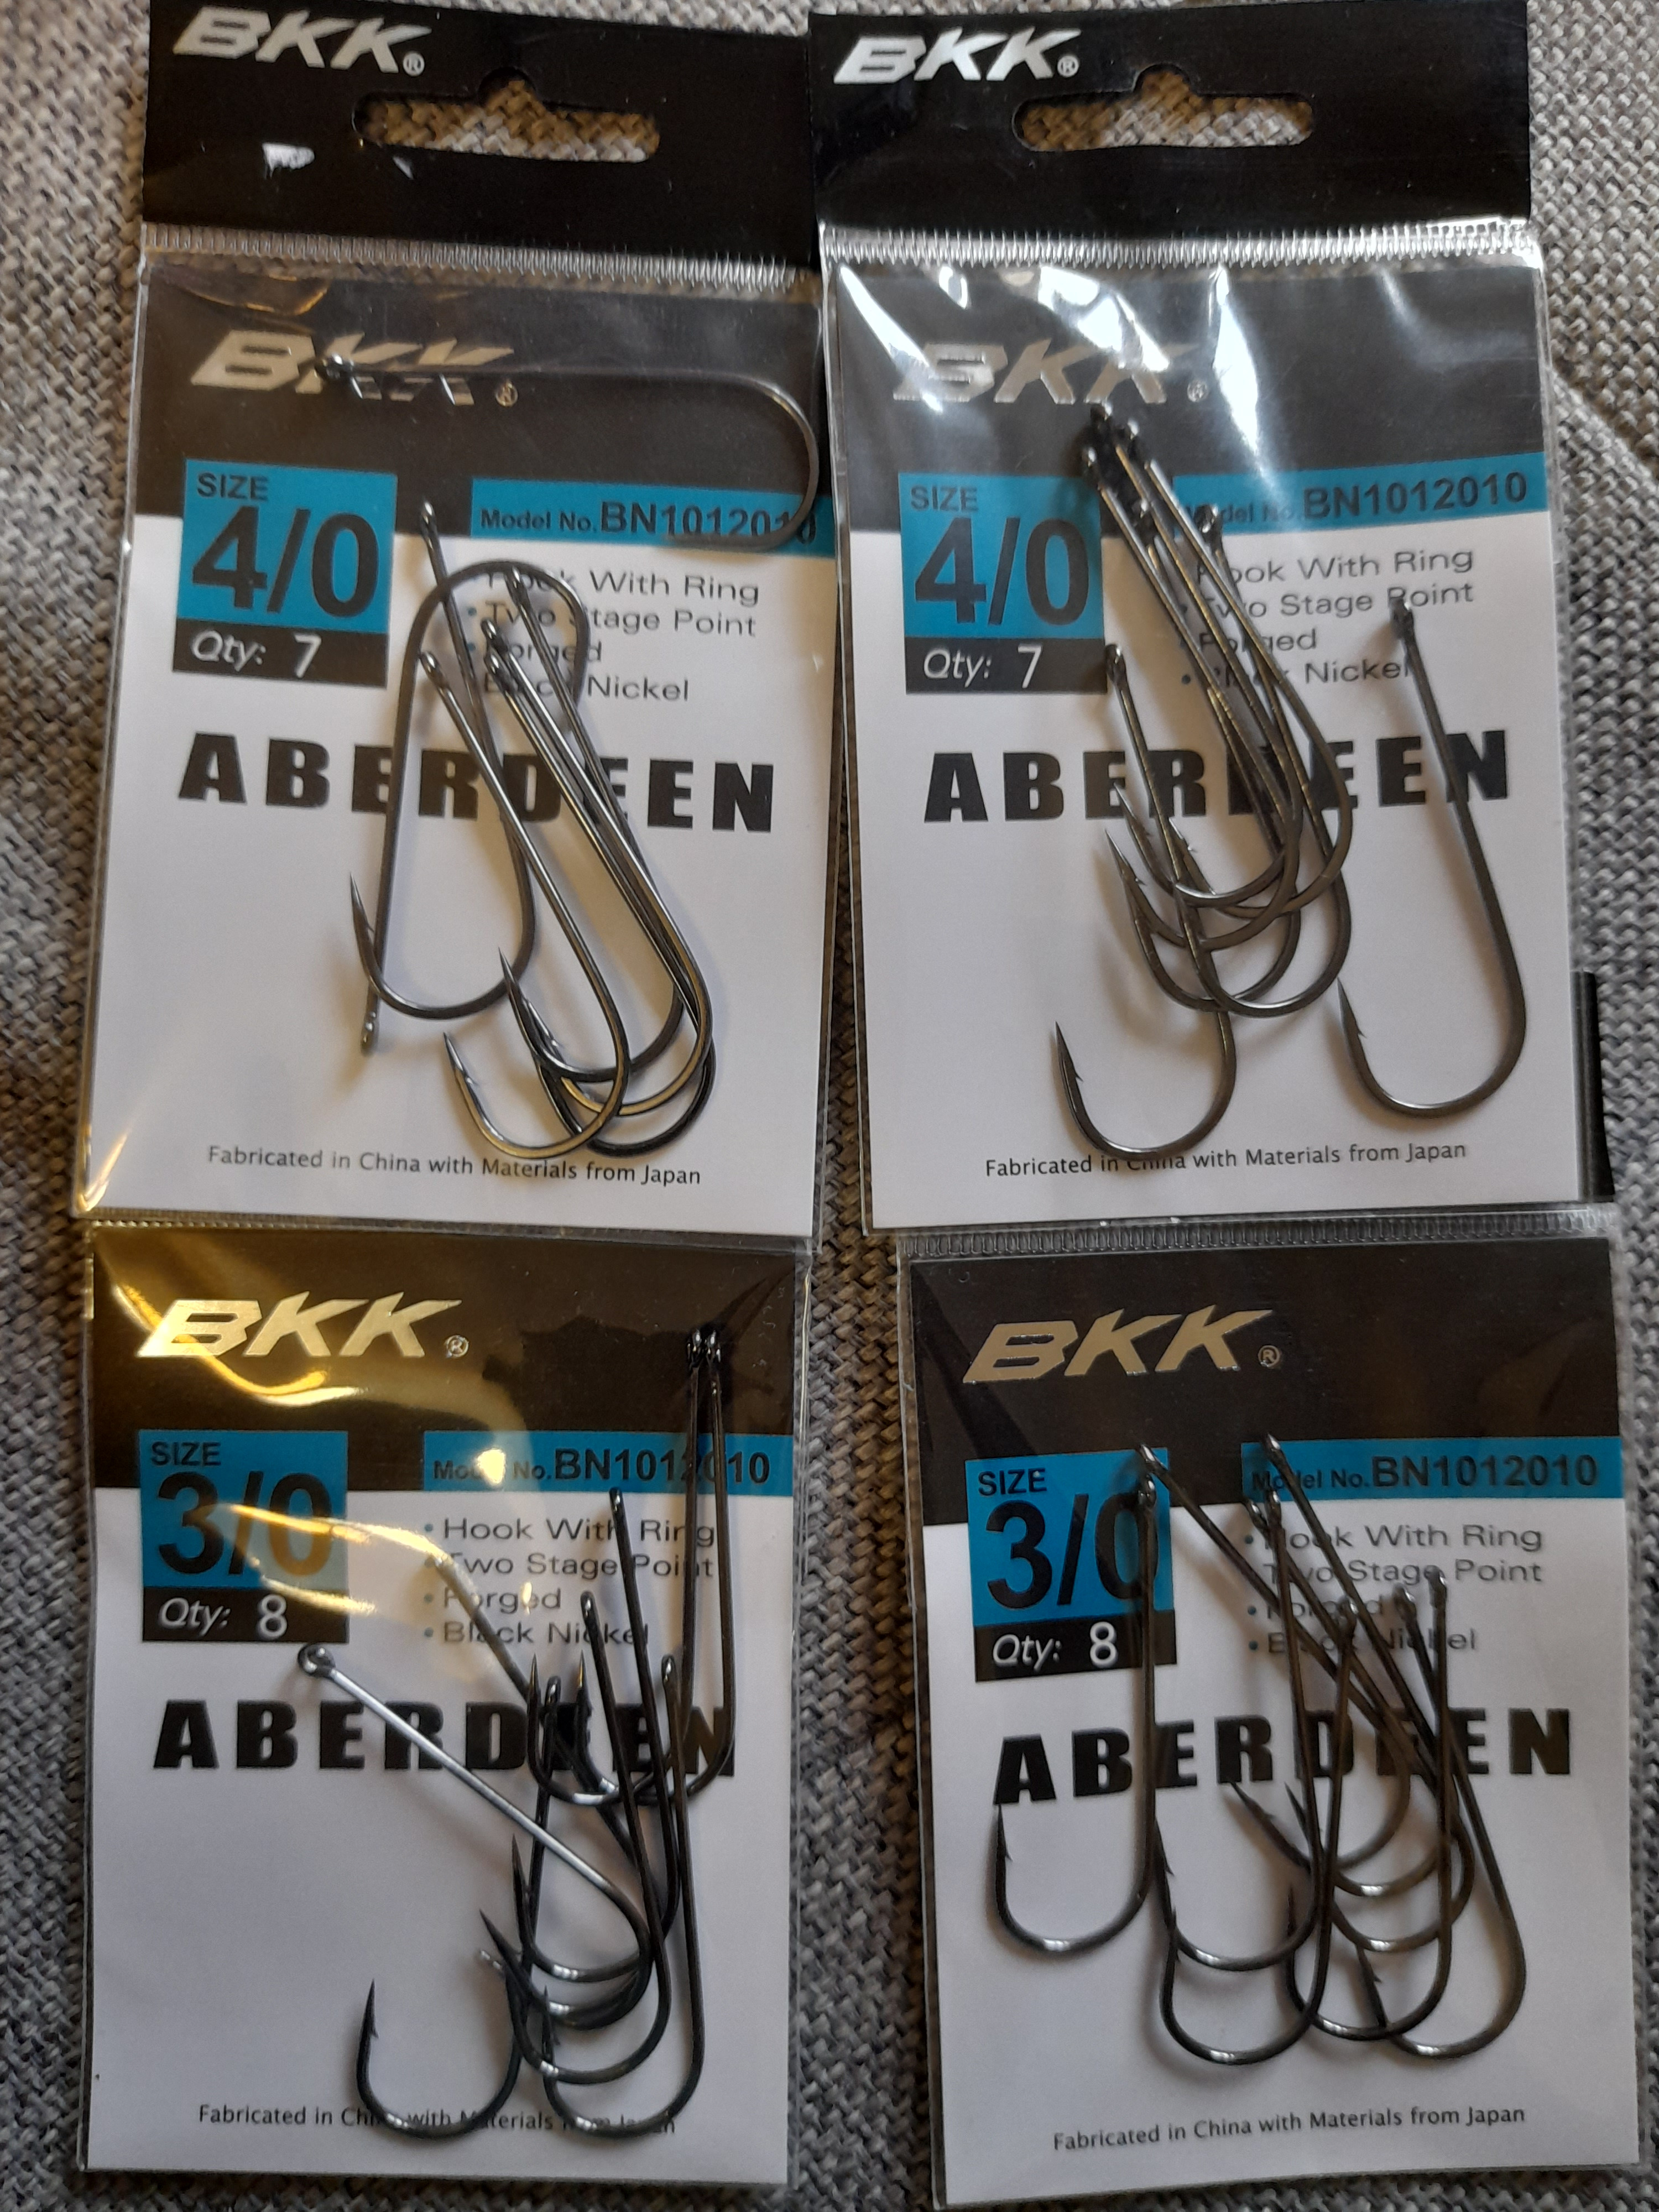 BKK®
BKK®
BKK®
SIZE
4/0
Qty: 7
Model No. BN1012010
Hook With Ring
• Two Stage Point
• Forged
• Black Nickel
ABERDEEN
Fabricated in China with Materials from Japan
BKK®
SIZE
4/0
Qty: 7
Model No. BN1012010
Hook With Ring
• Two Stage Point
• Forged
• Black Nickel
ABERDEEN
Fabricated in China with Materials from Japan
BKK®
SIZE
3/0
Qty: 8
Model No. BN1012010
• Hook With Ring
• Two Stage Point
• Forged
• Black Nickel
ABERDEEN
Fabricated in China with Materials from Japan
BKK®
SIZE
3/0
Qty: 8
Model No. BN1012010
• Hook With Ring
Two Stage Point
• Forged
• Black Nickel
ABERDEEN
Fabricated in China with Materials from Japan